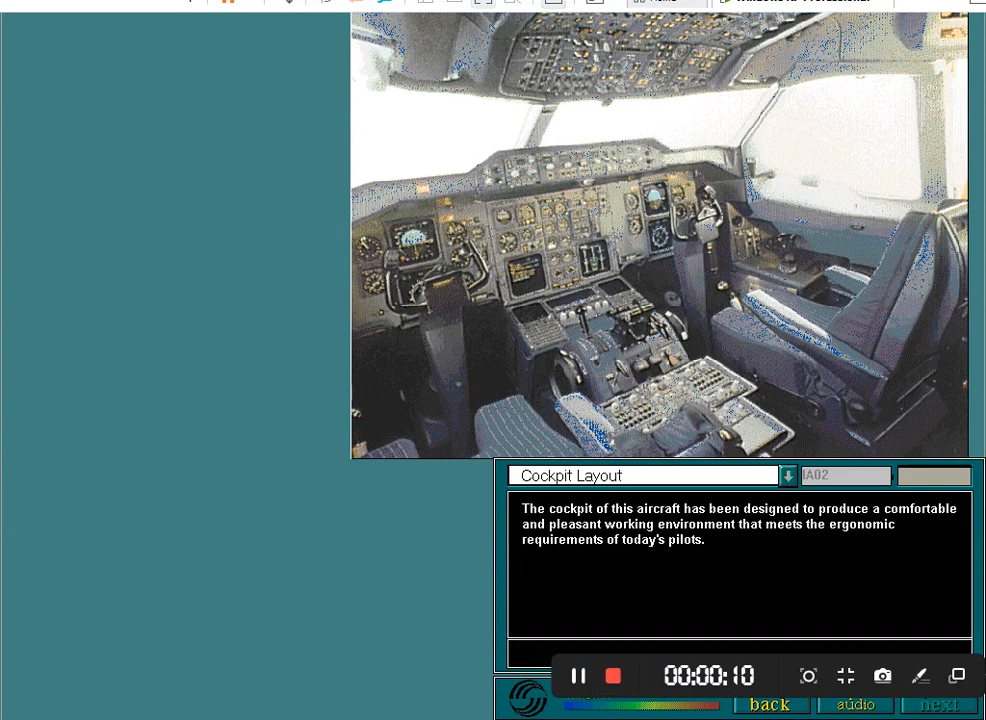 Cockpit Layout
IA02
The cockpit of this aircraft has been designed to produce a comfortable
and pleasant working environment that meets the ergonomic
requirements of today's pilots.
00:00:10
back
audio
next